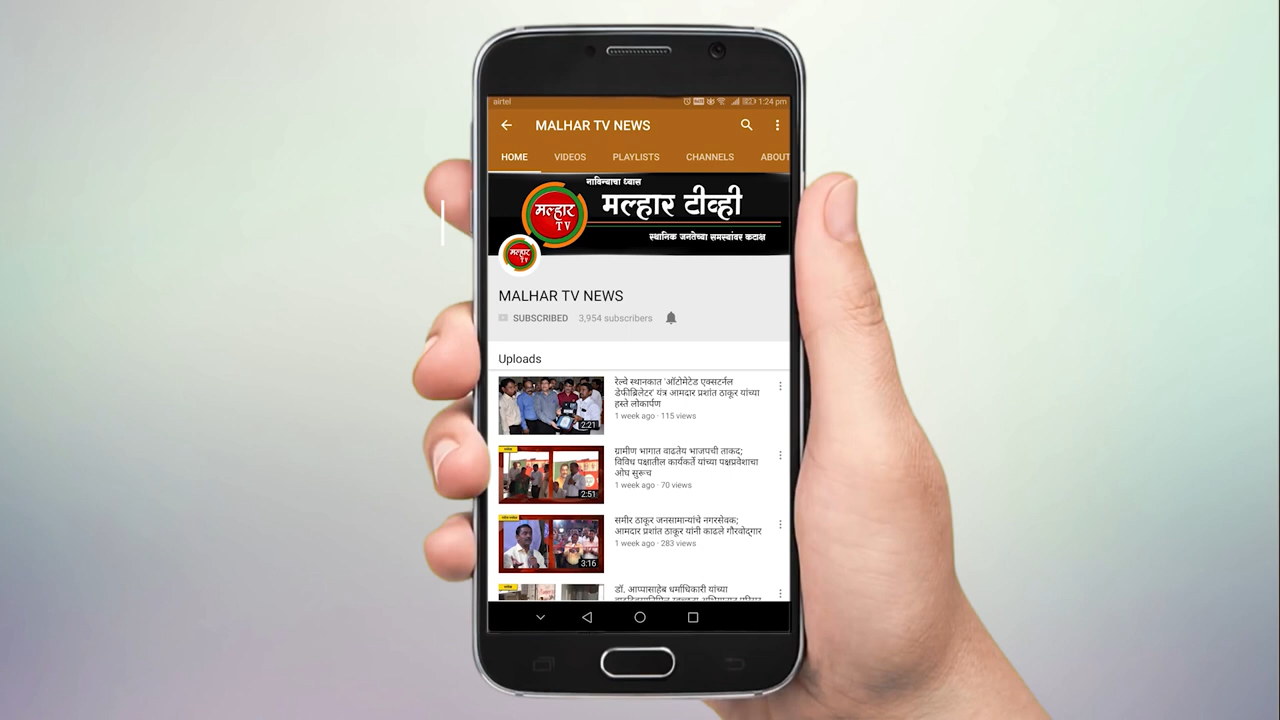 airtel 1:24 pm
MALHAR TV NEWS
HOME VIDEOS PLAYLISTS CHANNELS ABOUT
नाविन्याचा ध्यास
मल्हार टीव्ही
मल्हार
TV
स्थानिक जनतेच्या समस्यांवर कटाक्ष
मल्हार
TV
MALHAR TV NEWS
SUBSCRIBED 3,954 subscribers
Uploads
रेल्वे स्थानकात 'ऑटोमेटेड एक्सटर्नल
डेफीब्रिलेटर' यंत्र आमदार प्रशांत ठाकूर यांच्या
हस्ते लोकार्पण
1 week ago · 115 views
2:21
ग्रामीण भागात वाढतेय भाजपची ताकद;
विविध पक्षातील कार्यकर्ते यांच्या पक्षप्रवेशाचा
ओघ सुरूच
1 week ago · 70 views
2:51
समीर ठाकूर जनसामान्यांचे नगरसेवक;
आमदार प्रशांत ठाकूर यांनी काढले गौरवोद्गार
1 week ago · 283 views
3:16
डॉ. आप्पासाहेब धर्माधिकारी यांच्या